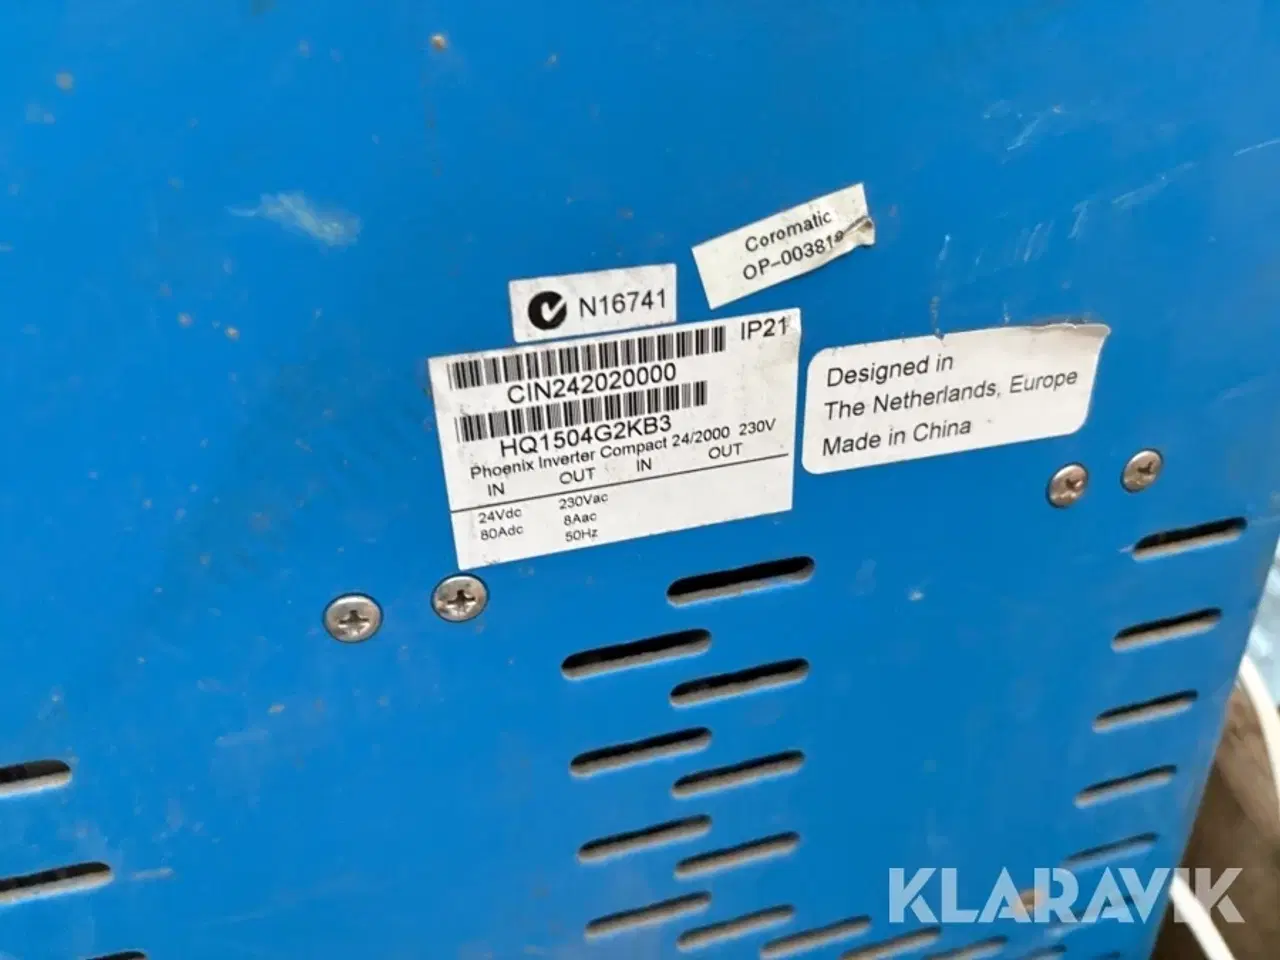 Coromatic
OP-003819
N16741
IP21
CIN242020000
HQ1504G2KB3
Phoenix Inverter Compact 24/2000 230V
IN OUT IN OUT
24Vdc 230Vac
80Adc 8Aac
50Hz
Designed in
The Netherlands, Europe
Made in China
KLARAVIK